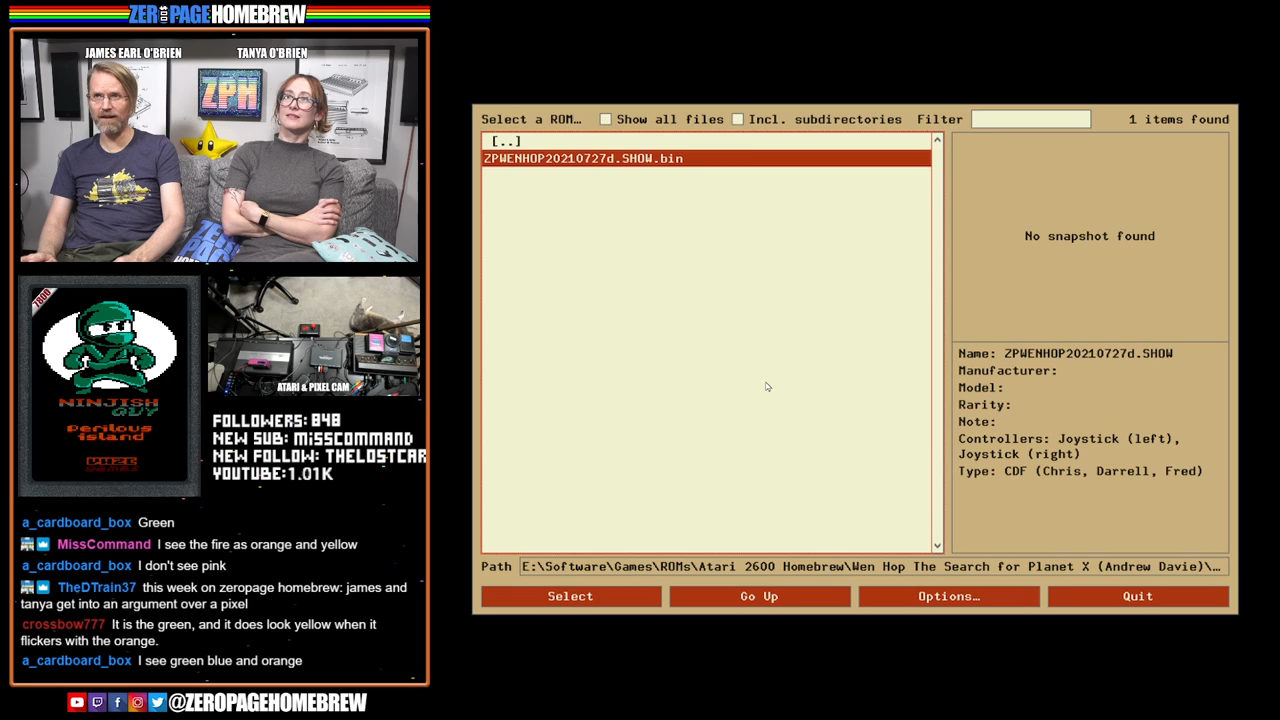 ZEROPAGE HOMEBREW
JAMES EARL O'BRIEN
TANYA O'BRIEN
ZPH
7800
NINJISH
GUY
Perilous
island
ATARI & PIXEL CAM
FOLLOWERS: 848
NEW SUB: MISSCOMMAND
NEW FOLLOW: THELOSTCAR
YOUTUBE:1.01K
a_cardboard_box Green
MissCommand I see the fire as orange and yellow
a_cardboard_box I don't see pink
TheDTrain37 this week on zeropage homebrew: james and
tanya get into an argument over a pixel
crossbow777 It is the green, and it does look yellow when it
flickers with the orange.
a_cardboard_box I see green blue and orange
@ZEROPAGEHOMEBREW
Select a ROM… Show all files Incl. subdirectories Filter 1 items found
[..]
ZPWENHOP20210727d.SHOW.bin
No snapshot found
Name: ZPWENHOP20210727d.SHOW
Manufacturer:
Model:
Rarity:
Note:
Controllers: Joystick (left),
Joystick (right)
Type: CDF (Chris, Darrell, Fred)
Path E:\Software\Games\ROMs\Atari 2600 Homebrew\Wen Hop The Search for Planet X (Andrew Davie)\…
Select Go Up Options… Quit